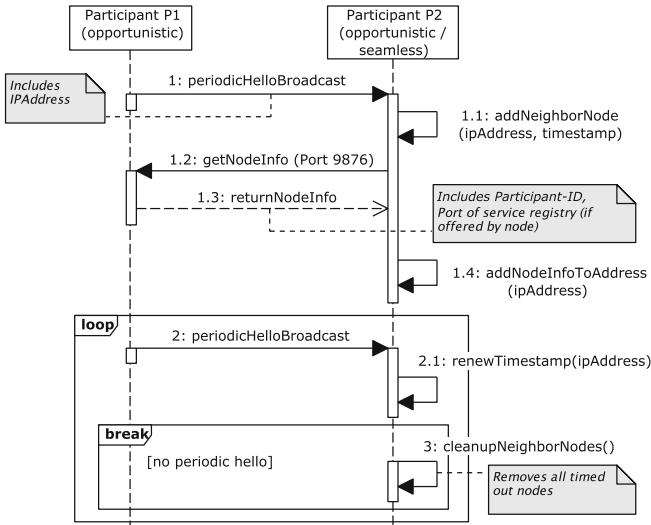 Participant P1
(opportunistic)
Participant P2
(opportunistic /
seamless)
Includes
IPAddress
1: periodicHelloBroadcast
1.1: addNeighborNode
(ipAddress, timestamp)
1.2: getNodeInfo (Port 9876)
1.3: returnNodeInfo
Includes Participant-ID,
Port of service registry (if
offered by node)
1.4: addNodeInfoToAddress
(ipAddress)
loop
2: periodicHelloBroadcast
2.1: renewTimestamp(ipAddress)
break
[no periodic hello]
3: cleanupNeighborNodes()
Removes all timed
out nodes